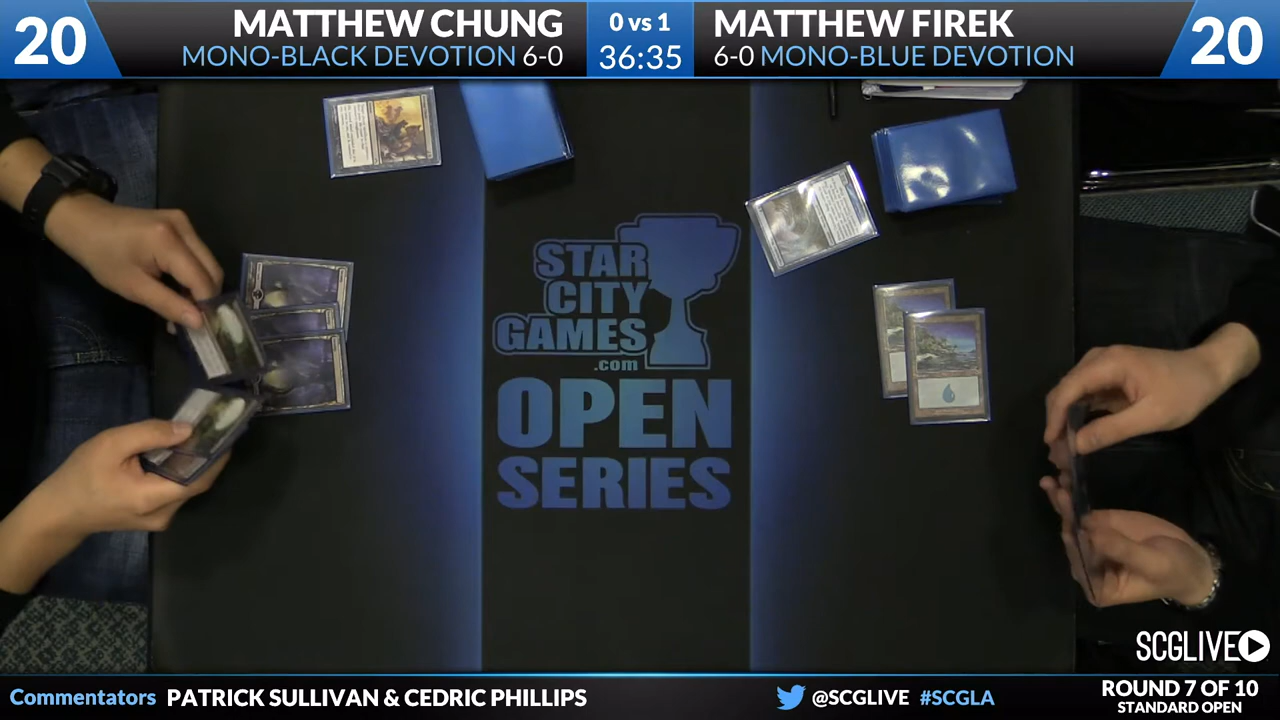 20
MATTHEW CHUNG
MONO-BLACK DEVOTION 6-0
0 vs 1
36:35
MATTHEW FIREK
6-0 MONO-BLUE DEVOTION
20
STAR
CITY
GAMES
.com
OPEN
SERIES
SCGLIVE
Commentators PATRICK SULLIVAN & CEDRIC PHILLIPS
@SCGLIVE #SCGLA
ROUND 7 OF 10
STANDARD OPEN